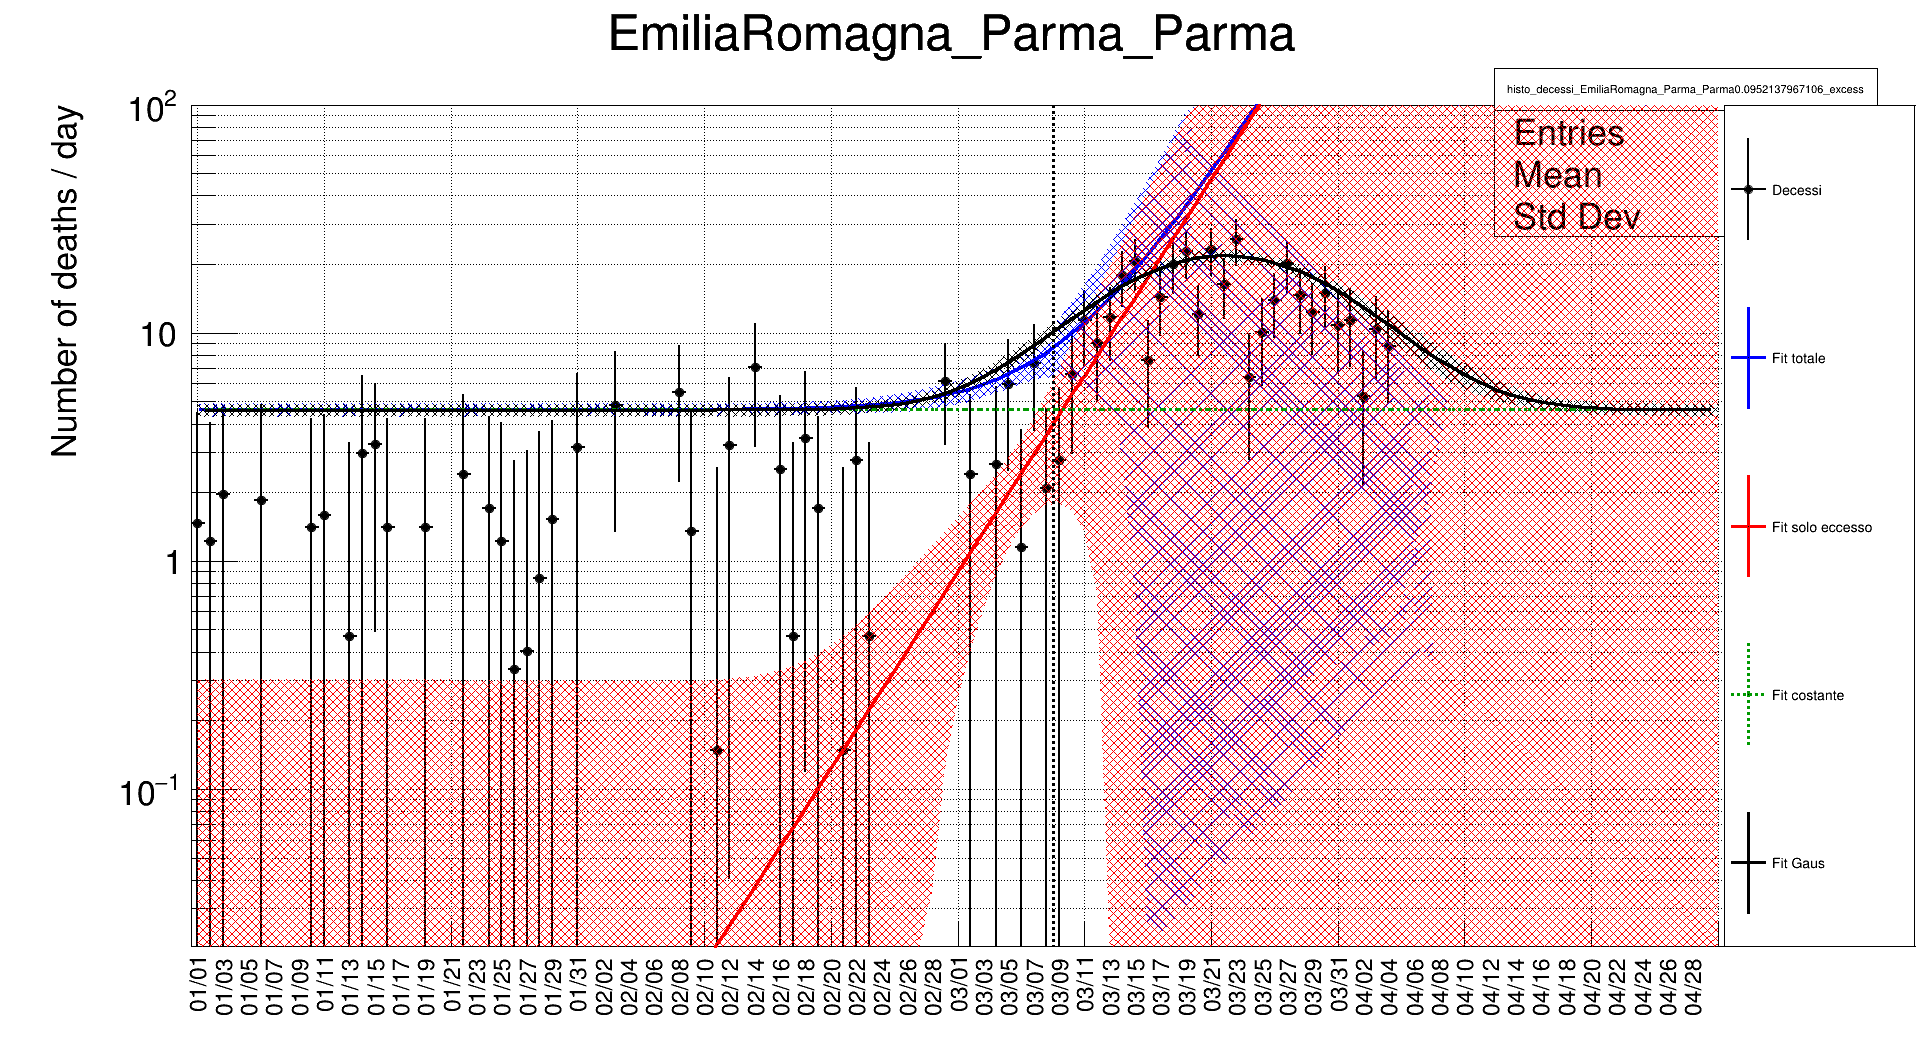 EmiliaRomagna_Parma_Parma
histo_decessi_EmiliaRomagna_Parma_Parma0.0952137967106_excess
Entries
Mean
Std Dev
Number of deaths / day
10²
10
1
10⁻¹
Decessi
Fit totale
Fit solo eccesso
Fit costante
Fit Gaus
01/01 01/03 01/05 01/07 01/09 01/11 01/13 01/15 01/17 01/19 01/21 01/23 01/25 01/27 01/29 01/31 02/02 02/04 02/06 02/08 02/10 02/12 02/14 02/16 02/18 02/20 02/22 02/24 02/26 02/28 03/01 03/03 03/05 03/07 03/09 03/11 03/13 03/15 03/17 03/19 03/21 03/23 03/25 03/27 03/29 03/31 04/02 04/04 04/06 04/08 04/10 04/12 04/14 04/16 04/18 04/20 04/22 04/24 04/26 04/28